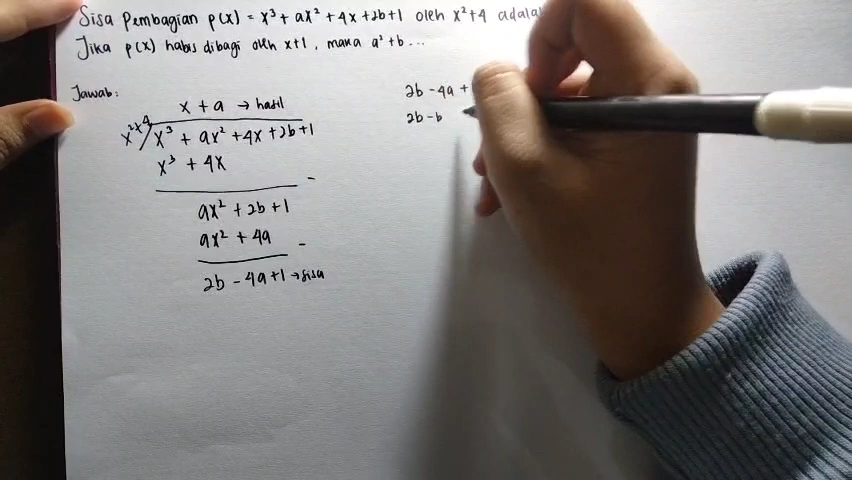 Sisa Pembagian p(x) = x³ + ax² + 4x + 2b + 1 oleh x² + 4 adalah
Jika p(x) habis dibagi oleh x+1, maka a² + b ...
Jawab:
x + a → hasil
x²+4 / x³ + ax² + 4x + 2b + 1
x³ + 4x
-
ax² + 2b + 1
ax² + 4a
-
2b - 4a + 1 → sisa
2b - 4a +
2b - b